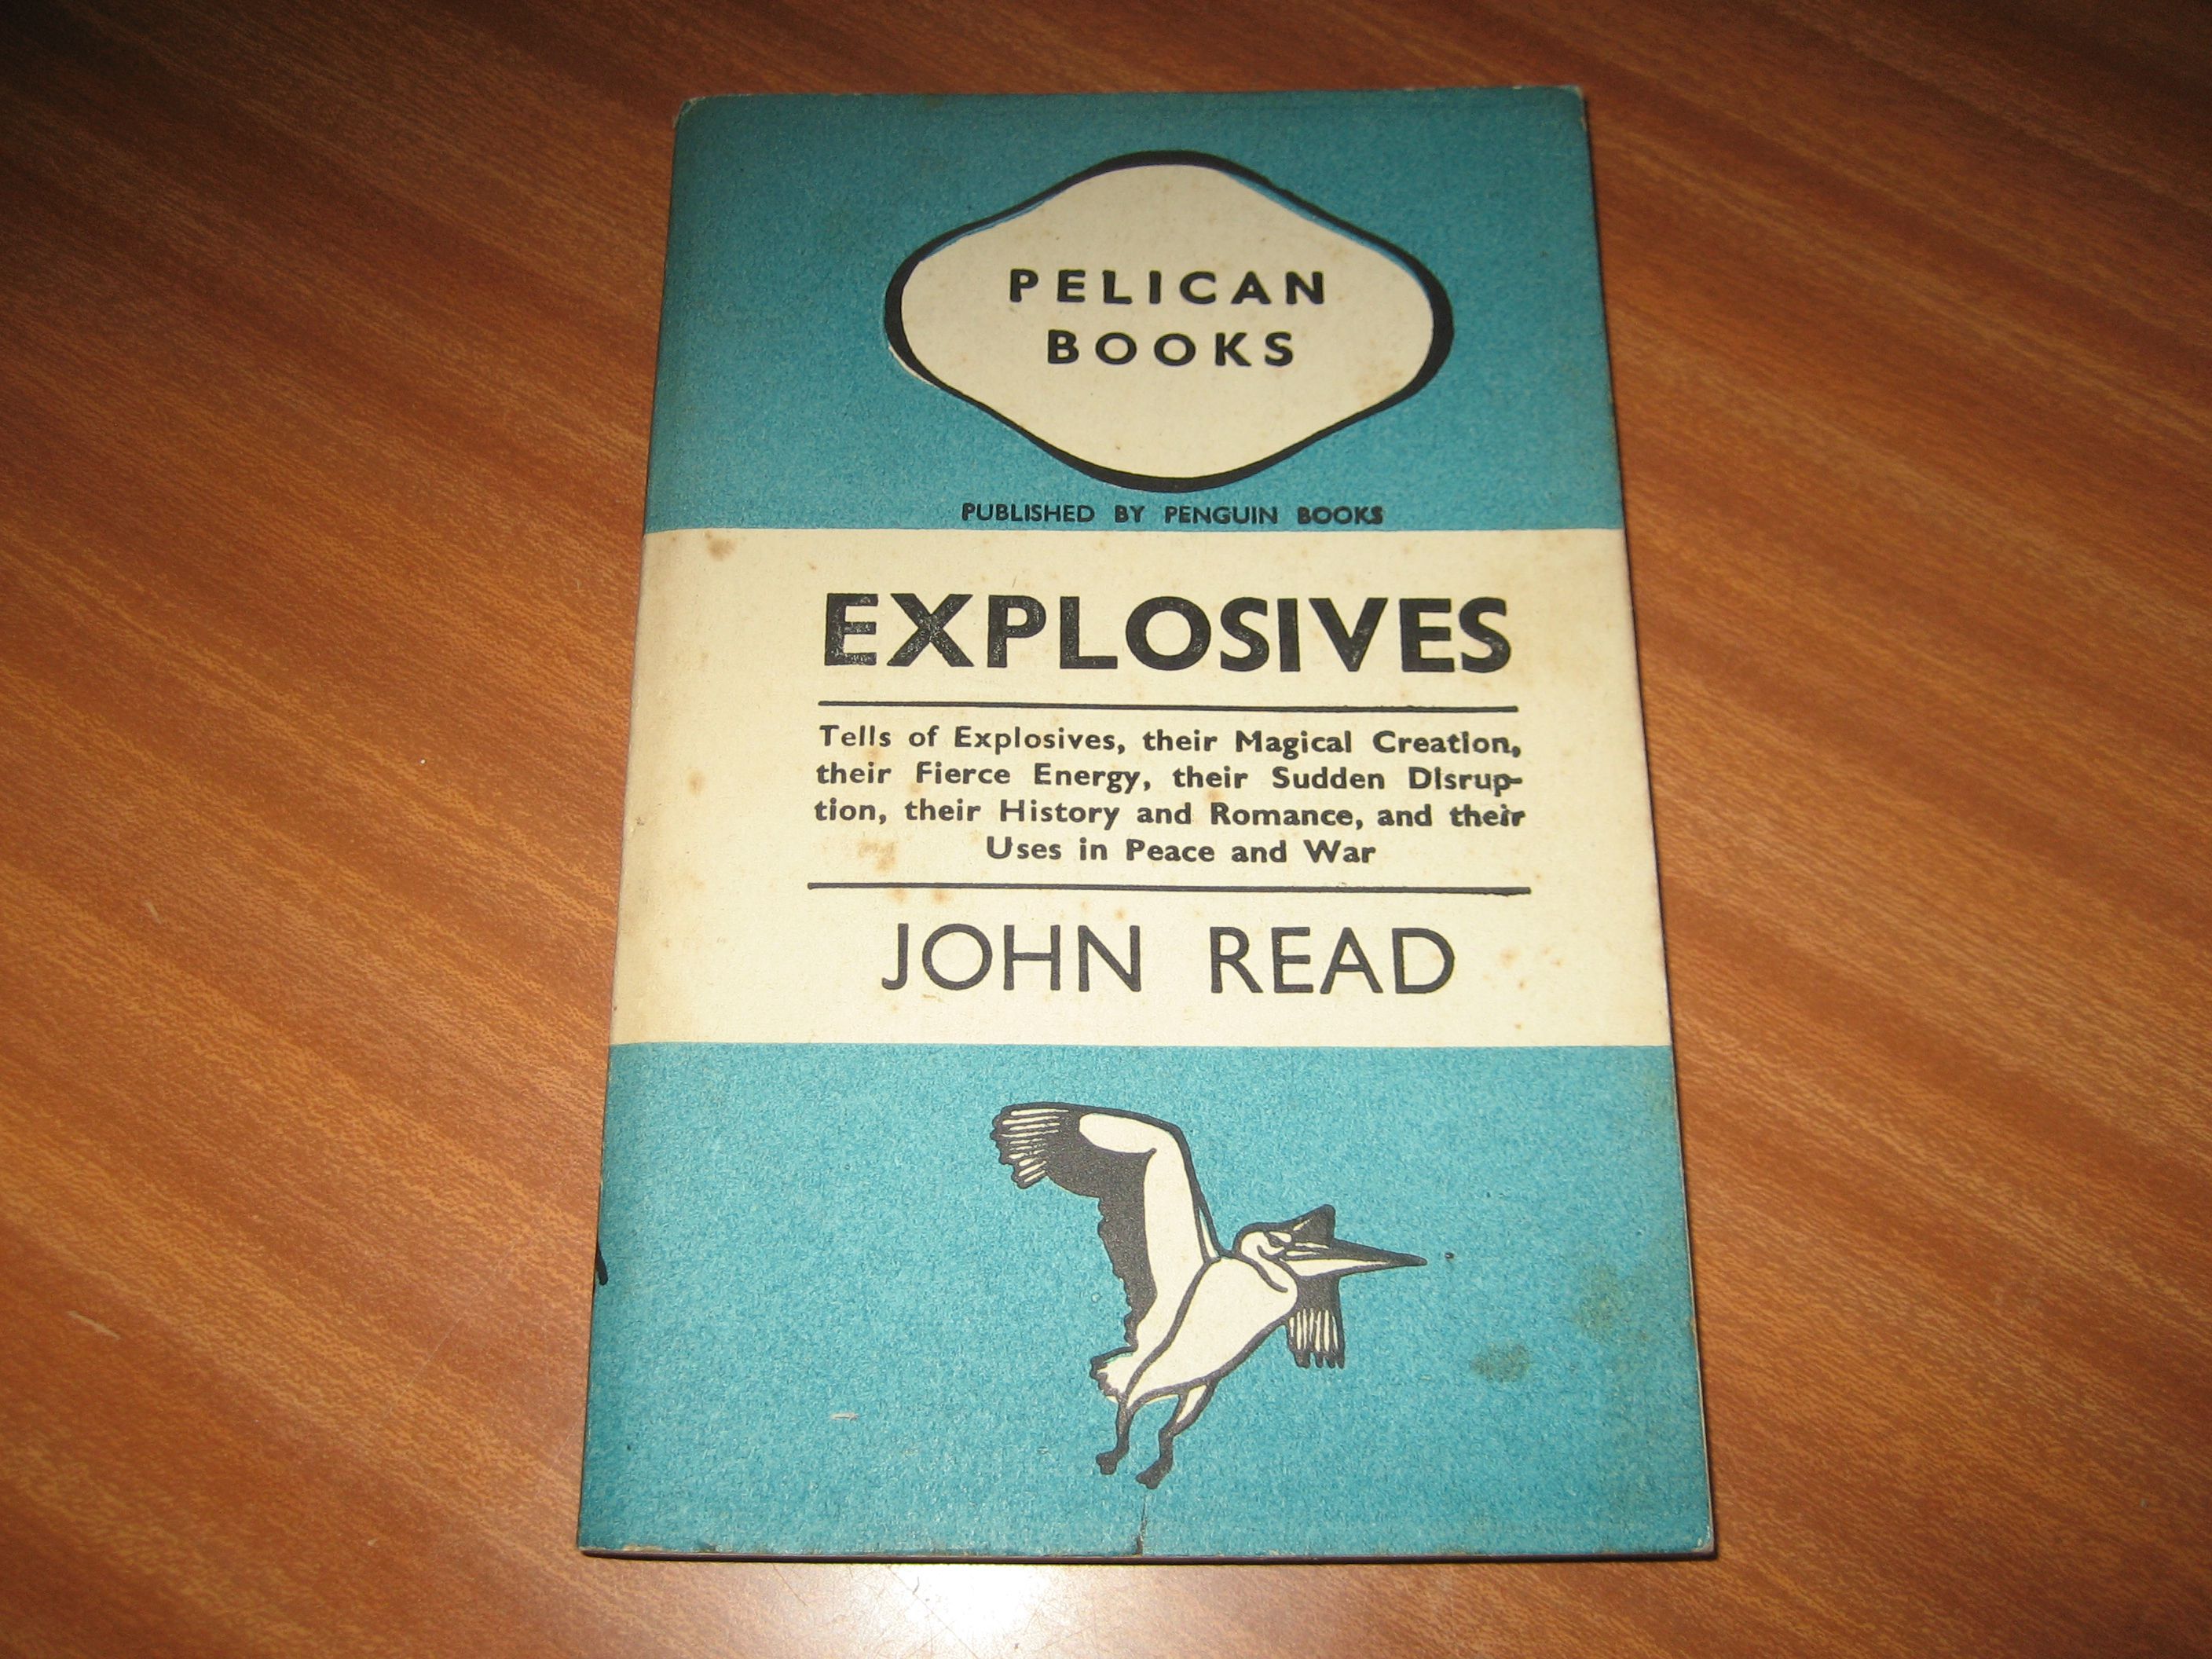 PELICAN
BOOKS
PUBLISHED BY PENGUIN BOOKS
EXPLOSIVES
Tells of Explosives, their Magical Creation,
their Fierce Energy, their Sudden Disrup-
tion, their History and Romance, and their
Uses in Peace and War
JOHN READ